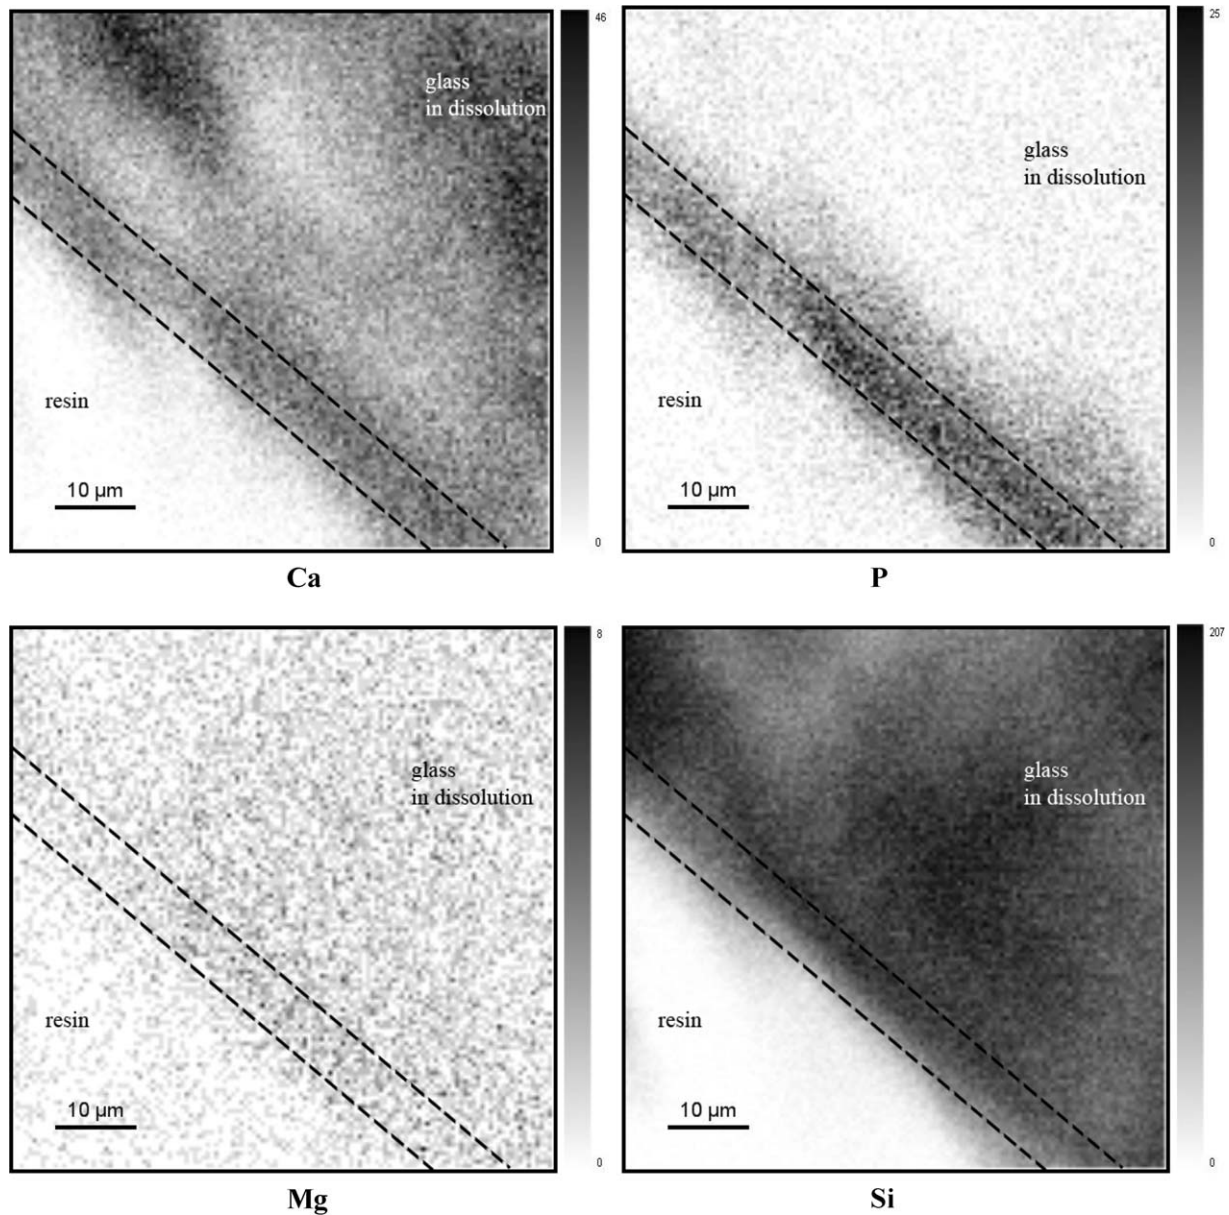 46
glass
in dissolution
resin
10 µm
0
Ca
25
glass
in dissolution
resin
10 µm
0
P
8
glass
in dissolution
resin
10 µm
0
Mg
207
glass
in dissolution
resin
10 µm
0
Si